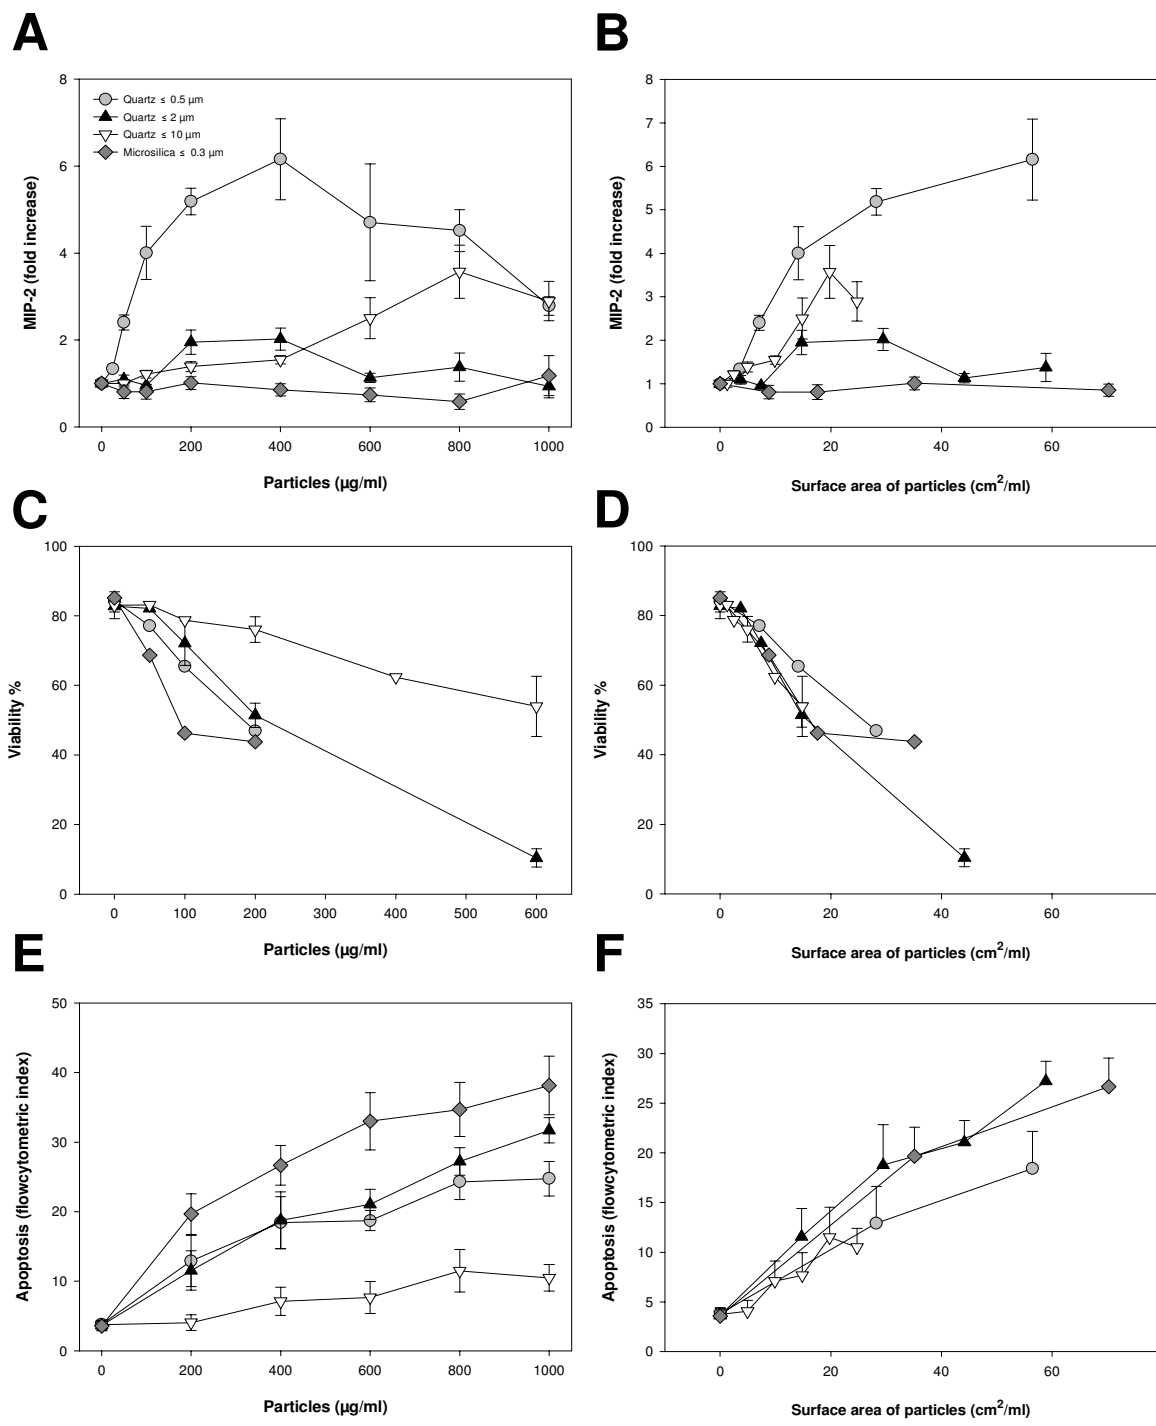 A
B
8
6
4
2
0
MIP-2 (fold increase)
Quartz ≤ 0.5 µm
Quartz ≤ 2 µm
Quartz ≤ 10 µm
Microsilica ≤ 0.3 µm
0 200 400 600 800 1000
Particles (µg/ml)
8
7
6
5
4
3
2
1
0
MIP-2 (fold increase)
0 20 40 60
Surface area of particles (cm²/ml)
C
D
100
80
60
40
20
0
Viability %
0 100 200 300 400 500 600
Particles (µg/ml)
100
80
60
40
20
0
Viability %
0 20 40 60
Surface area of particles (cm²/ml)
E
F
50
40
30
20
10
0
Apoptosis (flowcytometric index)
0 200 400 600 800 1000
Particles (µg/ml)
35
30
25
20
15
10
5
0
Apoptosis (flowcytometric index)
0 20 40 60
Surface area of particles (cm²/ml)